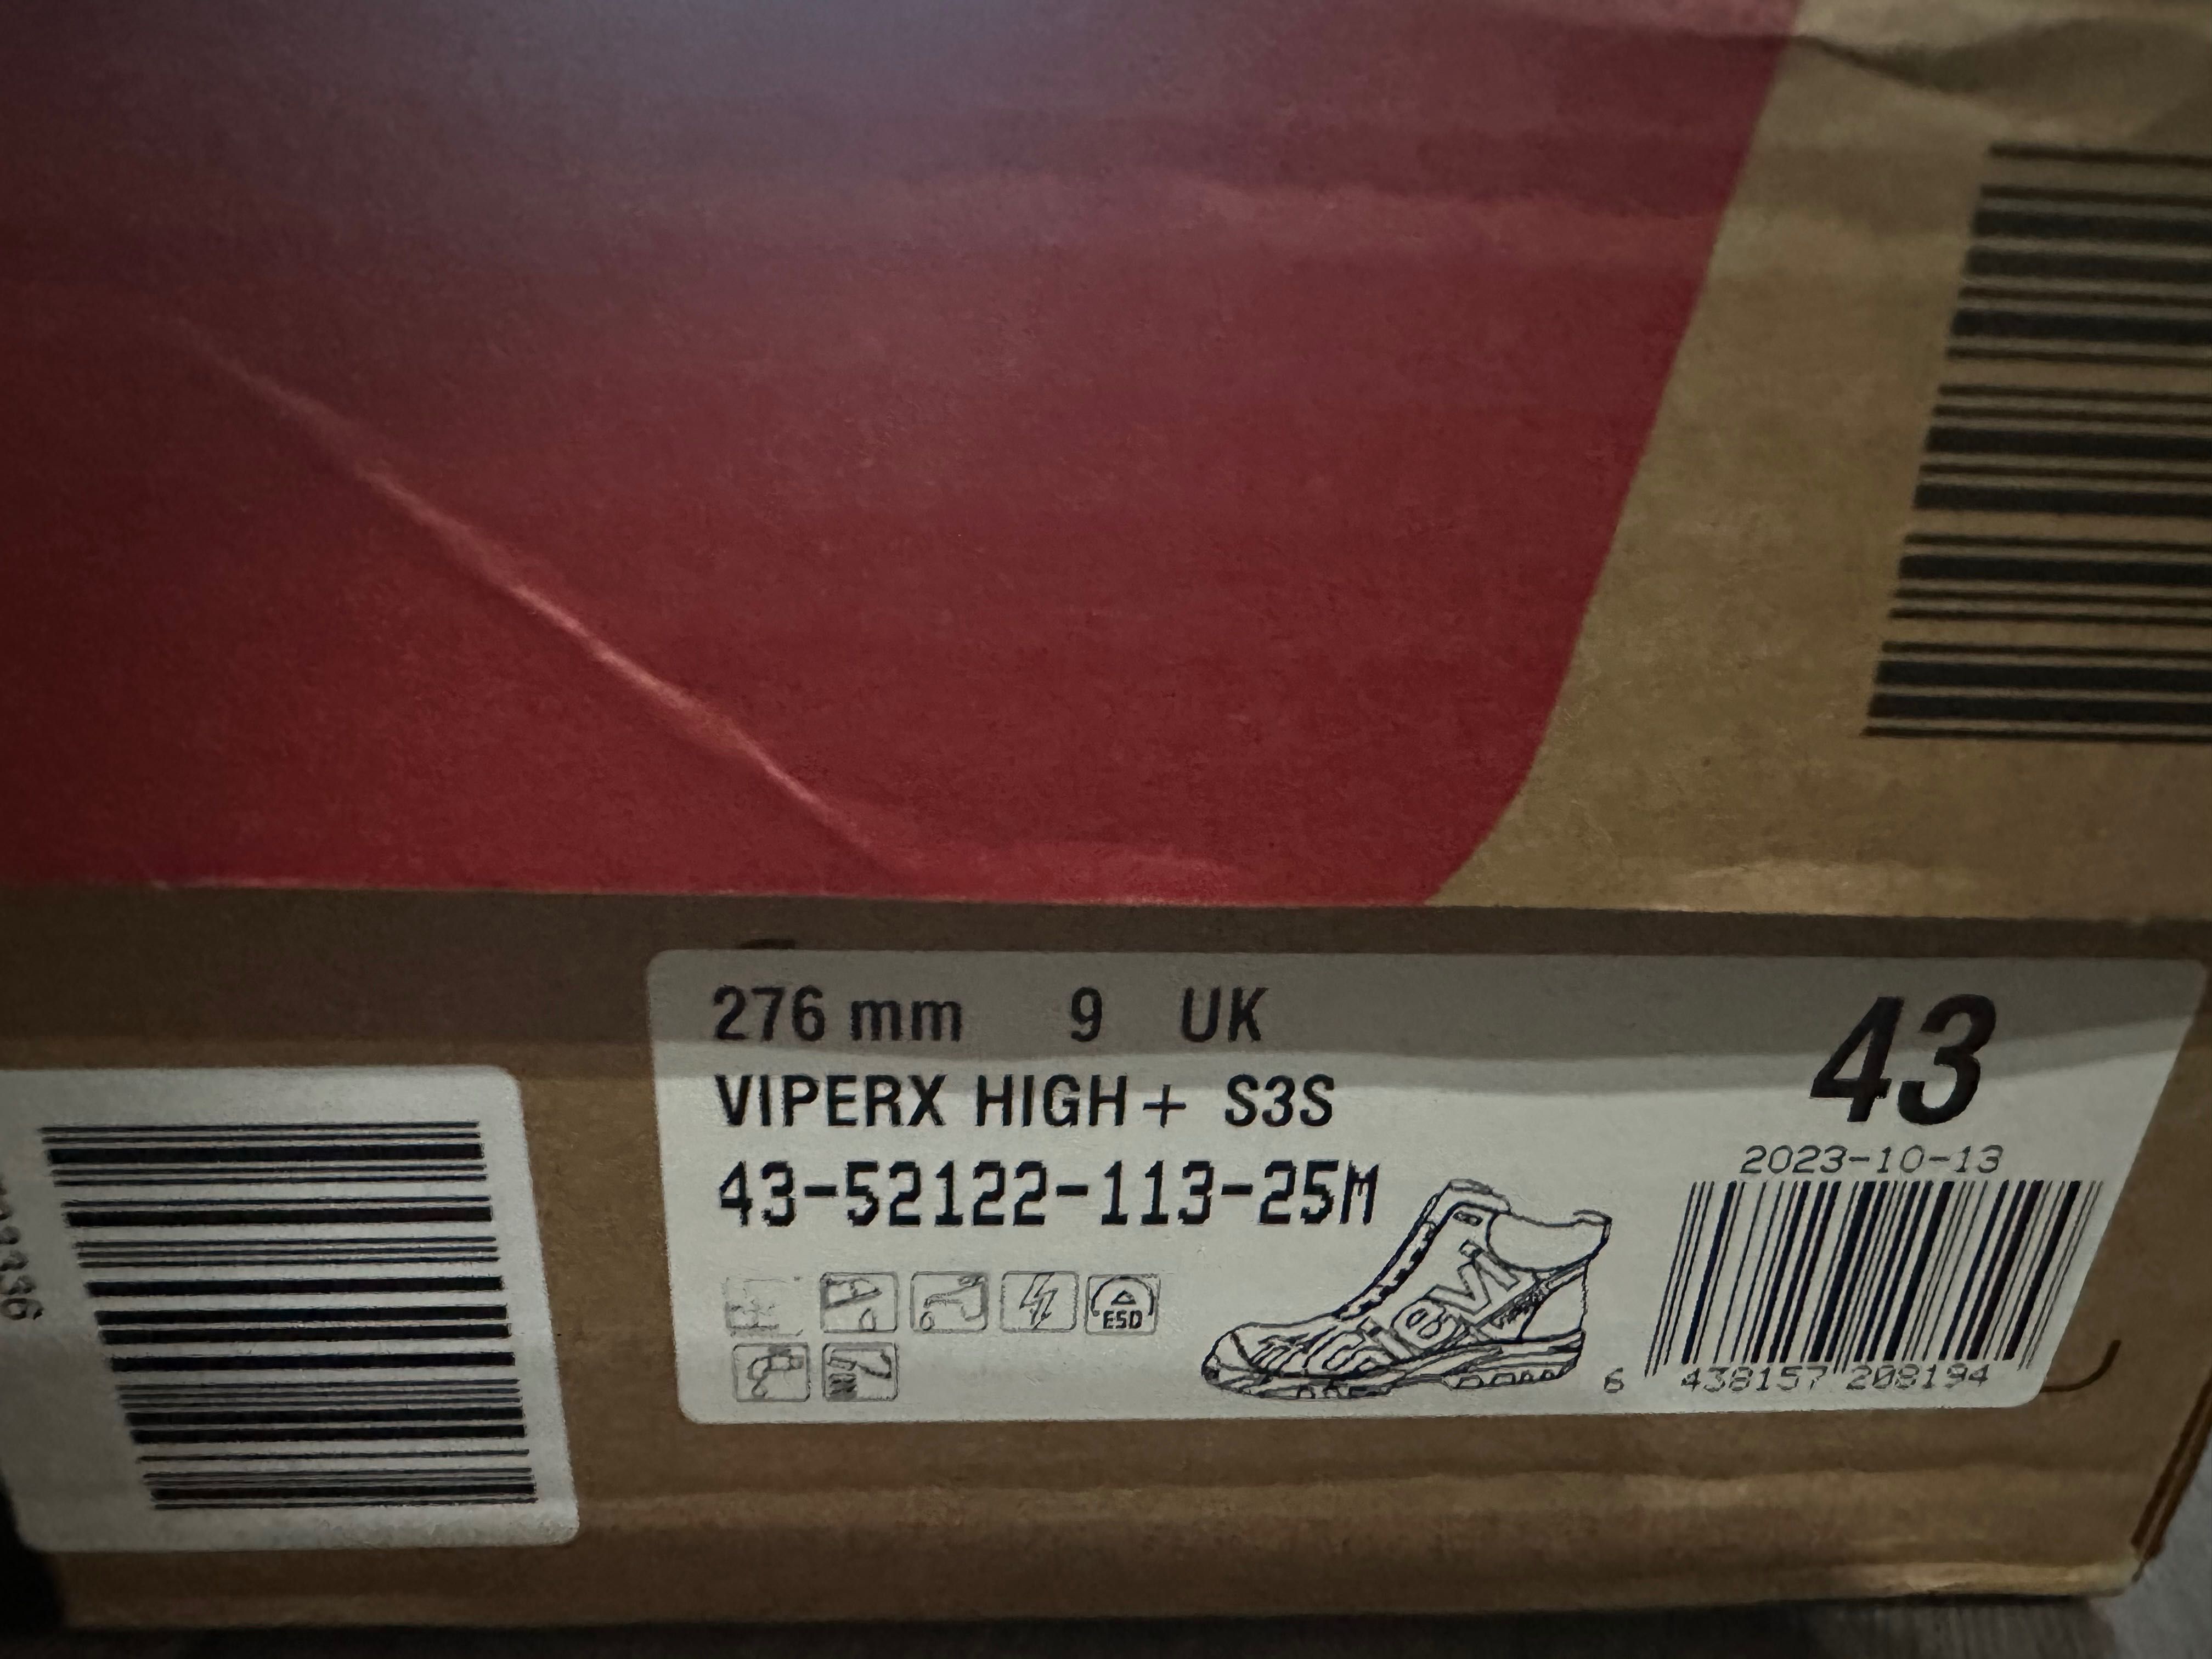 276 mm 9 UK
43
VIPERX HIGH+ S3S
2023-10-13
43-52122-113-25M
ESD
sievi
6 438157 208194